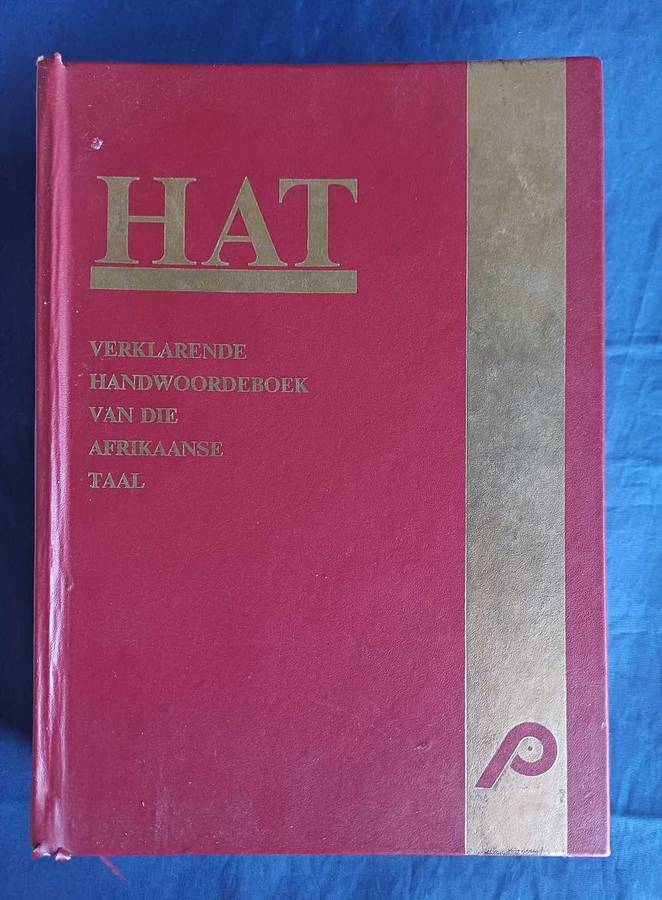 HAT
VERKLARENDE
HANDWOORDEBOEK
VAN DIE
AFRIKAANSE
TAAL